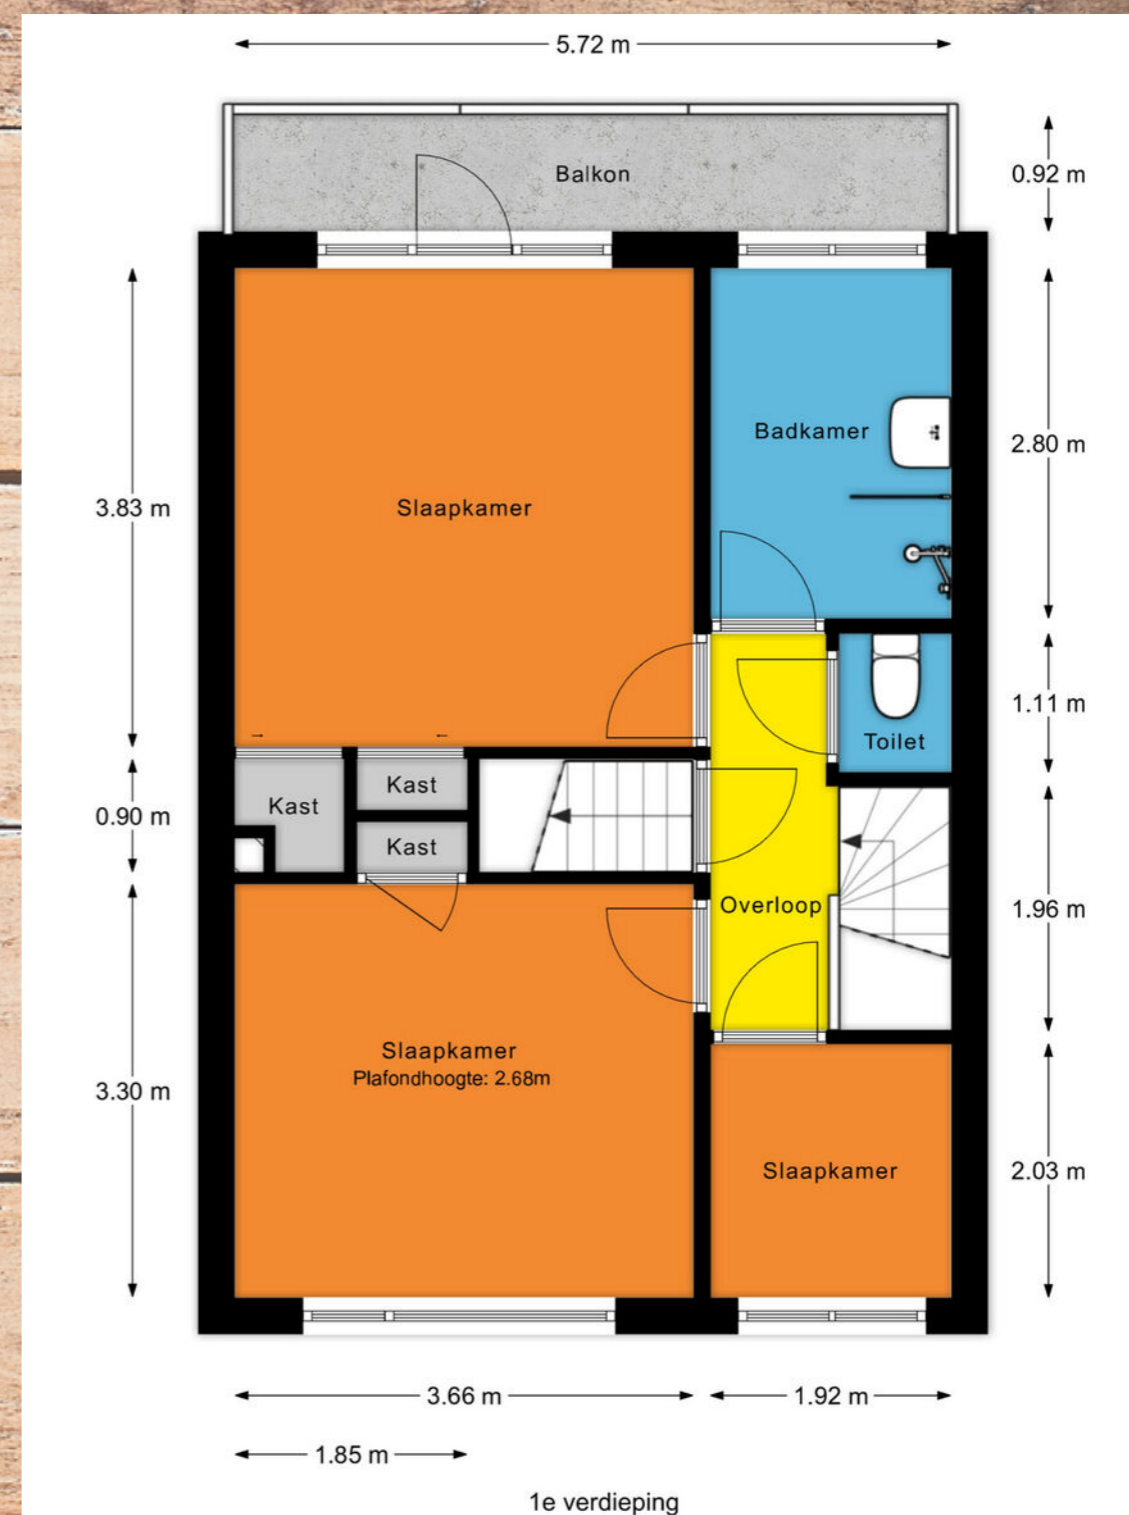 5.72 m
Balkon
0.92 m
3.83 m
Slaapkamer
Badkamer
2.80 m
1.11 m
Toilet
0.90 m
Kast
Kast
Kast
Overloop
1.96 m
Slaapkamer
Plafondhoogte: 2.68m
3.30 m
Slaapkamer
2.03 m
3.66 m
1.92 m
1.85 m
1e verdieping